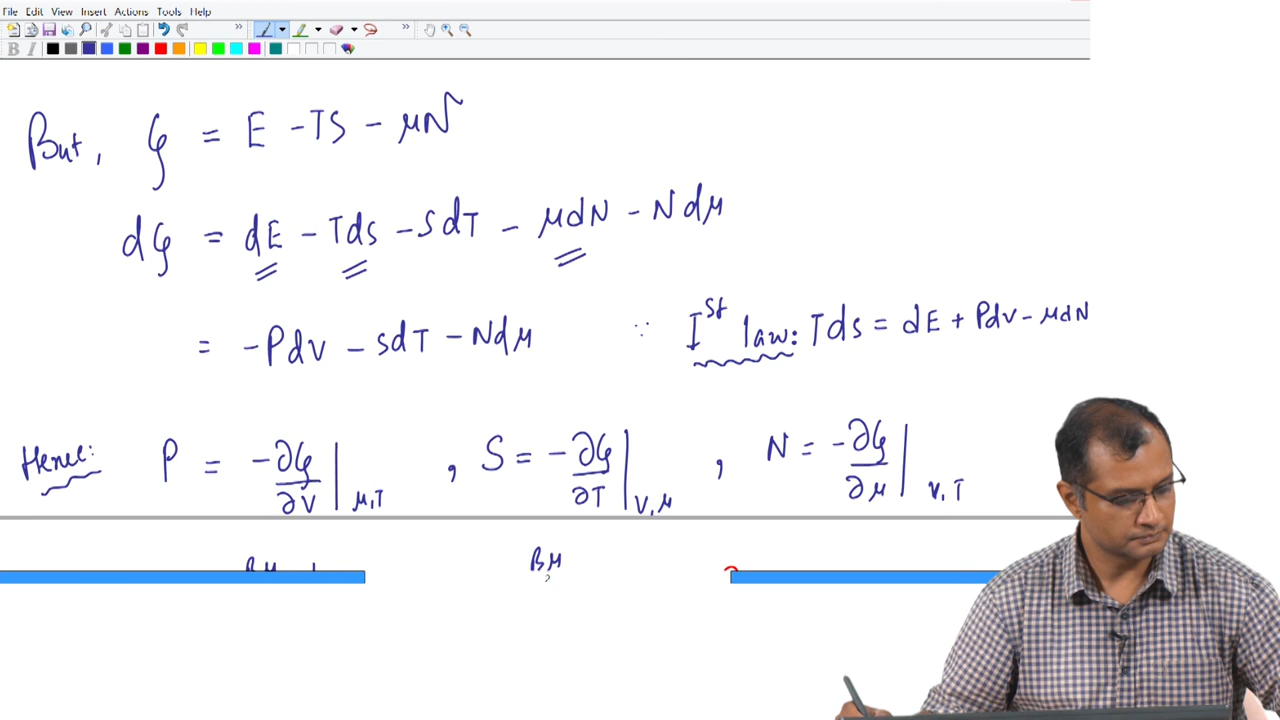 File Edit View Insert Actions Tools Help
But, G = E - TS - μN
dG = dE - TdS - SdT - μdN - Ndμ
= -PdV - SdT - Ndμ ∵ Ist law: TdS = dE + PdV - μdN
Hence: P = -∂G/∂V|μ,T , S = -∂G/∂T|V,μ , N = -∂G/∂μ|V,T
βμ